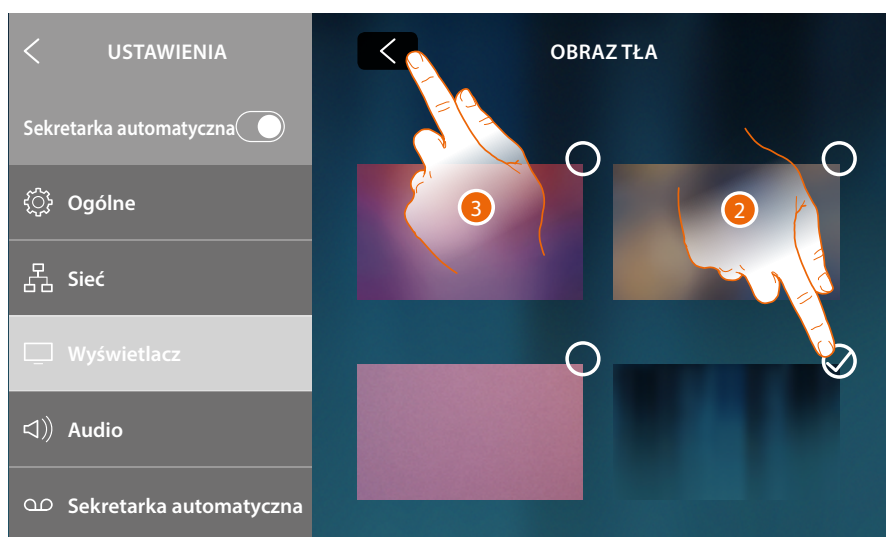 USTAWIENIA
Sekretarka automatyczna
Ogólne
Sieć
Wyświetlacz
Audio
Sekretarka automatyczna
OBRAZ TŁA
3
2